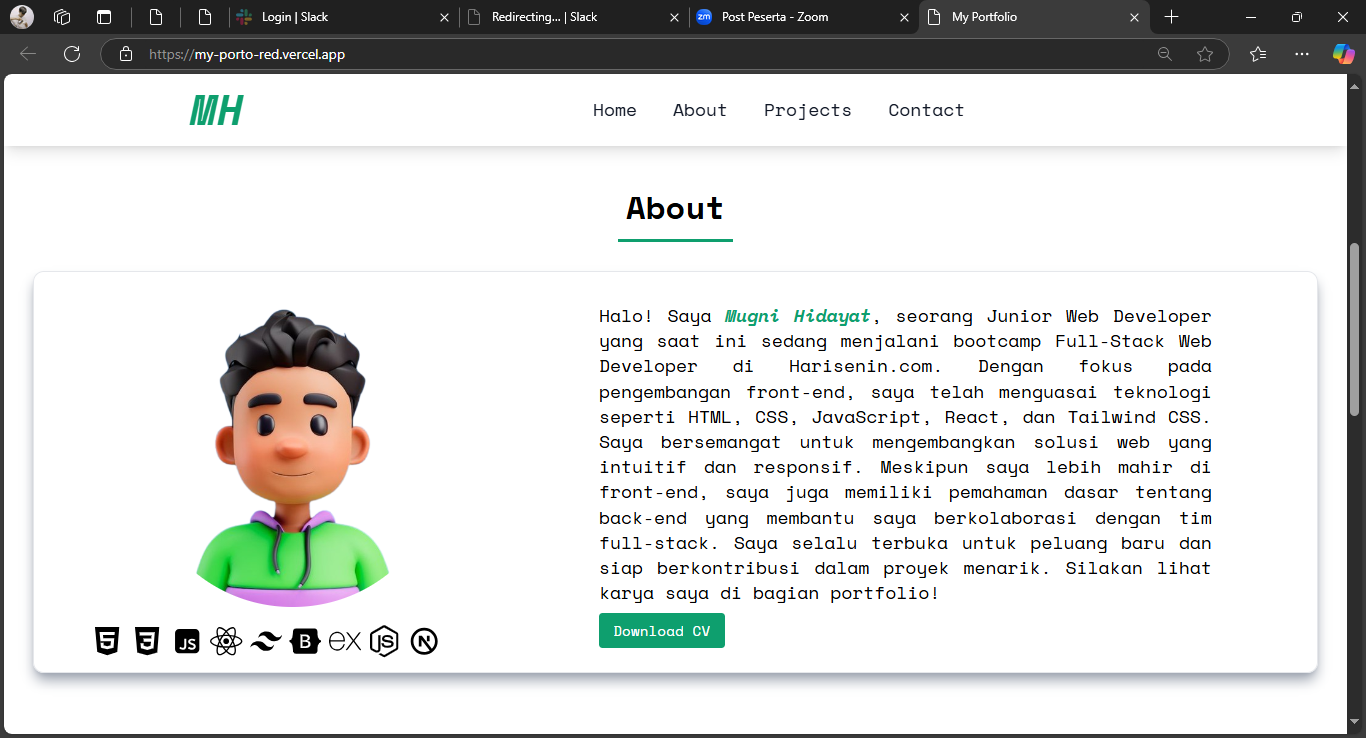 Login | Slack
Redirecting... | Slack
zm
Post Peserta - Zoom
My Portfolio
https://my-porto-red.vercel.app
MH
Home About Projects Contact
About
Halo! Saya Mugni Hidayat, seorang Junior Web Developer
yang saat ini sedang menjalani bootcamp Full-Stack Web
Developer di Harisenin.com. Dengan fokus pada
pengembangan front-end, saya telah menguasai teknologi
seperti HTML, CSS, JavaScript, React, dan Tailwind CSS.
Saya bersemangat untuk mengembangkan solusi web yang
intuitif dan responsif. Meskipun saya lebih mahir di
front-end, saya juga memiliki pemahaman dasar tentang
back-end yang membantu saya berkolaborasi dengan tim
full-stack. Saya selalu terbuka untuk peluang baru dan
siap berkontribusi dalam proyek menarik. Silakan lihat
karya saya di bagian portfolio!
Download CV
5 3 JS B ex JS N